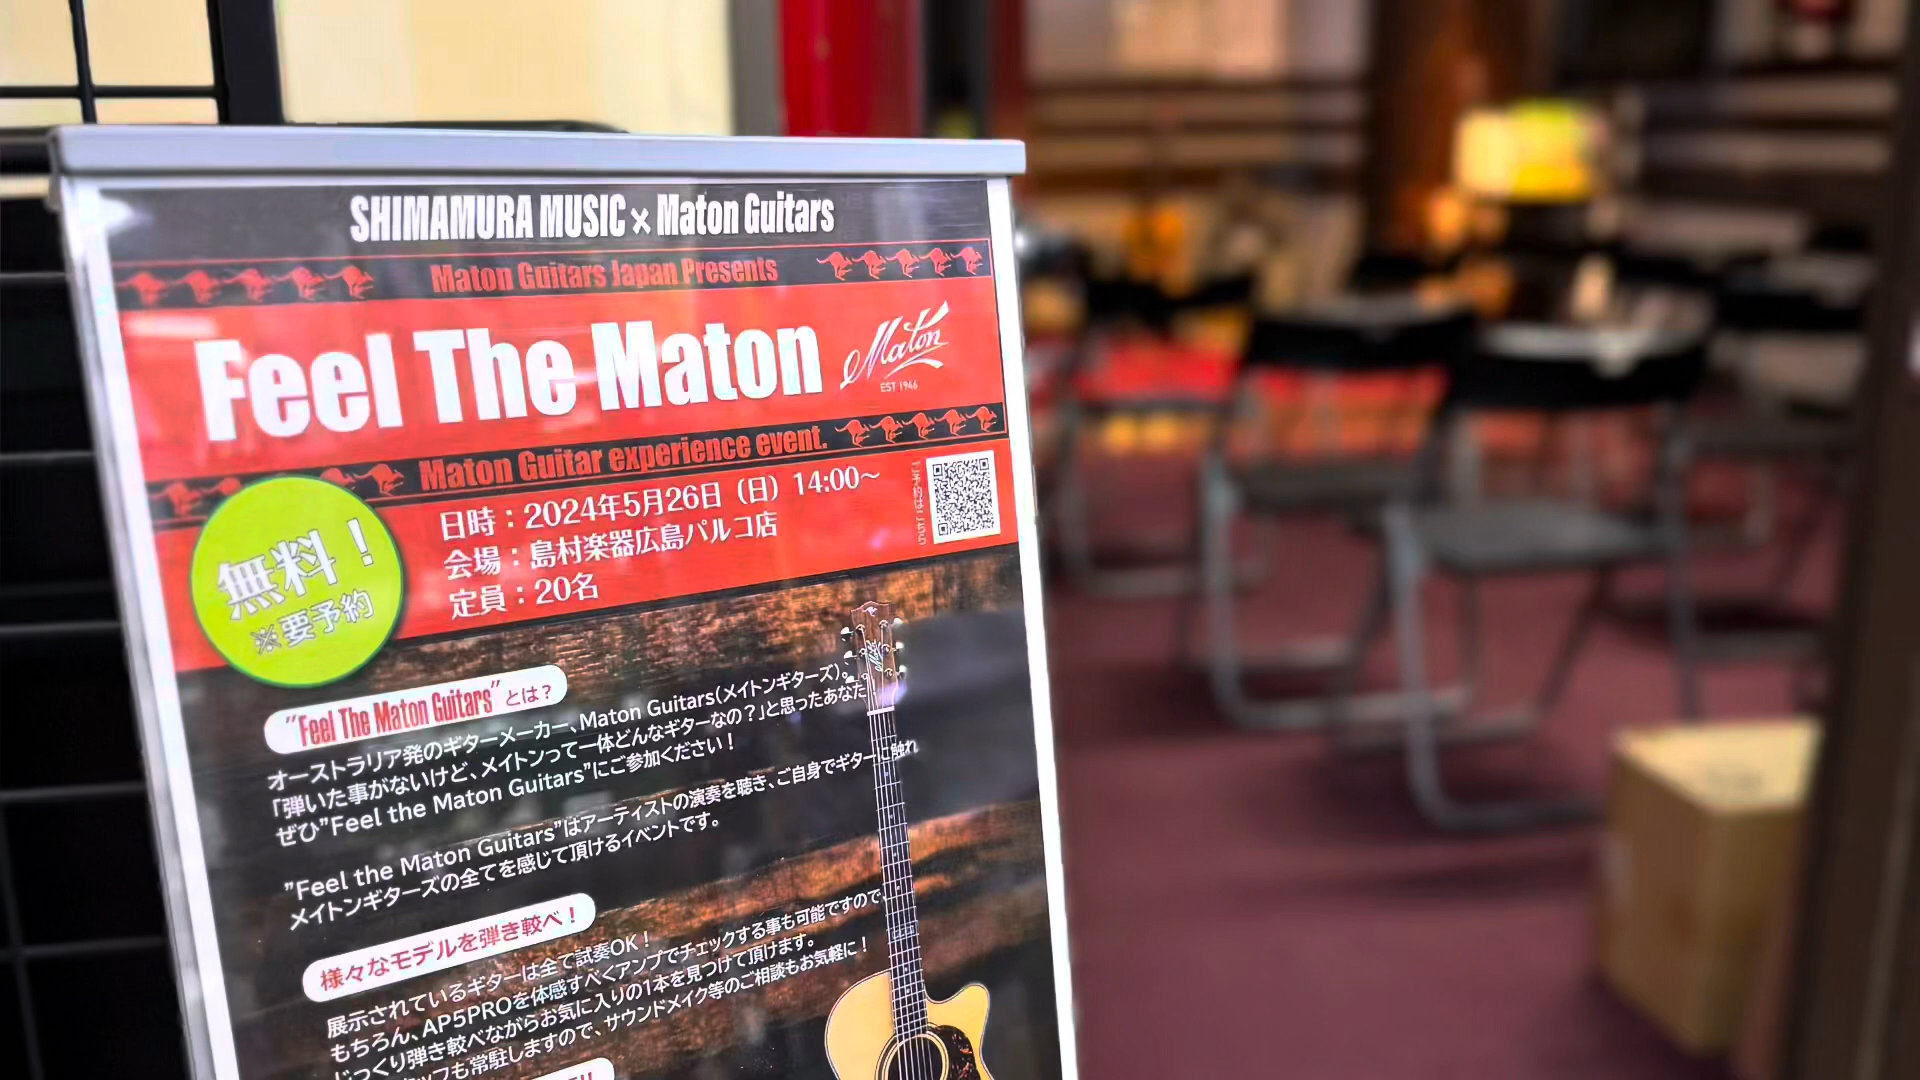 SHIMAMURA MUSIC × Maton Guitars
Maton Guitars Japan Presents
Feel The Maton
Maton
EST 1946
Maton Guitar experience event.
日時：2024年5月26日（日）14:00～
会場：島村楽器広島パルコ店
定員：20名
ご予約はこちら
無料！
※要予約
"Feel The Maton Guitars"とは？
オーストラリア発のギターメーカー、Maton Guitars(メイトンギターズ)。
「弾いた事がないけど、メイトンって一体どんなギターなの？」と思ったあなた
ぜひ"Feel the Maton Guitars"にご参加ください！
"Feel the Maton Guitars"はアーティストの演奏を聴き、ご自身でギターに触れ
メイトンギターズの全てを感じて頂けるイベントです。
様々なモデルを弾き較べ！
展示されているギターは全て試奏OK！
もちろん、AP5PROを体感すべくアンプでチェックする事も可能ですので、
じっくり弾き較べながらお気に入りの1本を見つけて頂けます。
タッフも常駐しますので、サウンドメイク等のご相談もお気軽に！